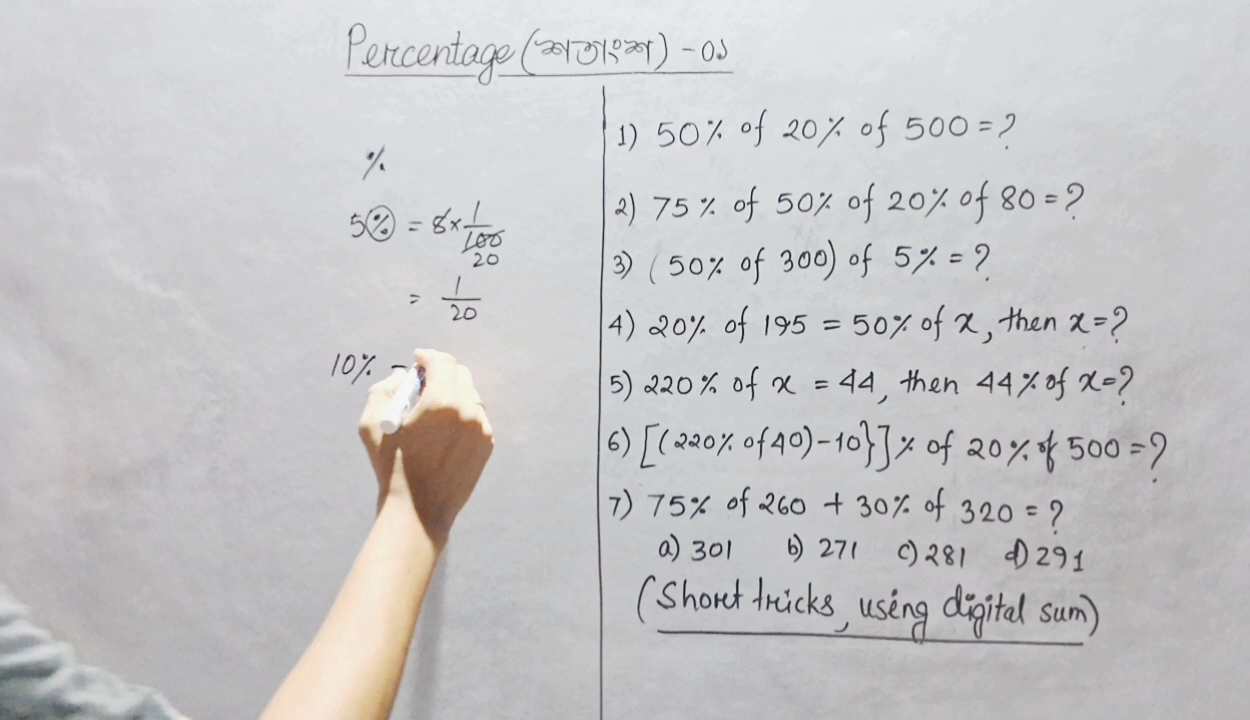 Percentage (শতাংশ) - ০১
%
5% = 5 × 1/100 20
= 1/20
10% -
1) 50% of 20% of 500 = ?
2) 75% of 50% of 20% of 80 = ?
3) (50% of 300) of 5% = ?
4) 20% of 195 = 50% of x, then x = ?
5) 220% of x = 44, then 44% of x = ?
6) [(220% of 40) - 10}] % of 20% of 500 = ?
7) 75% of 260 + 30% of 320 = ?
a) 301 b) 271 c) 281 d) 291
(Short tricks, using digital sum)